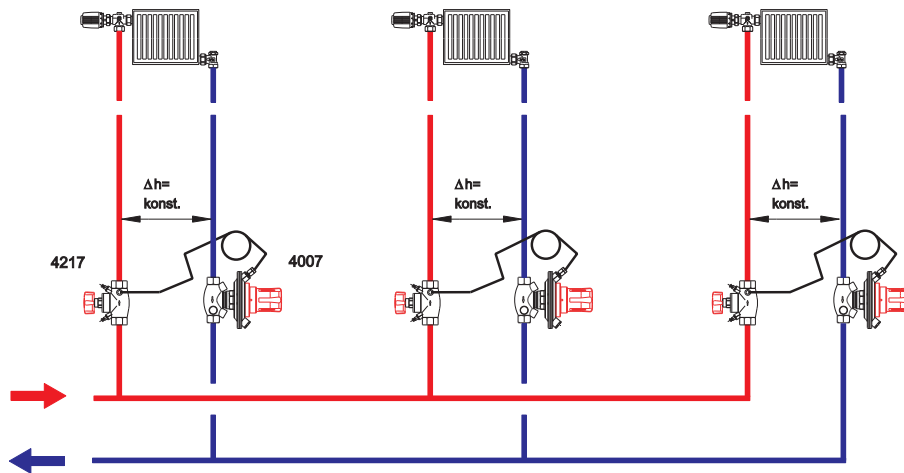 Δh=
konst.
Δh=
konst.
Δh=
konst.
4217
4007